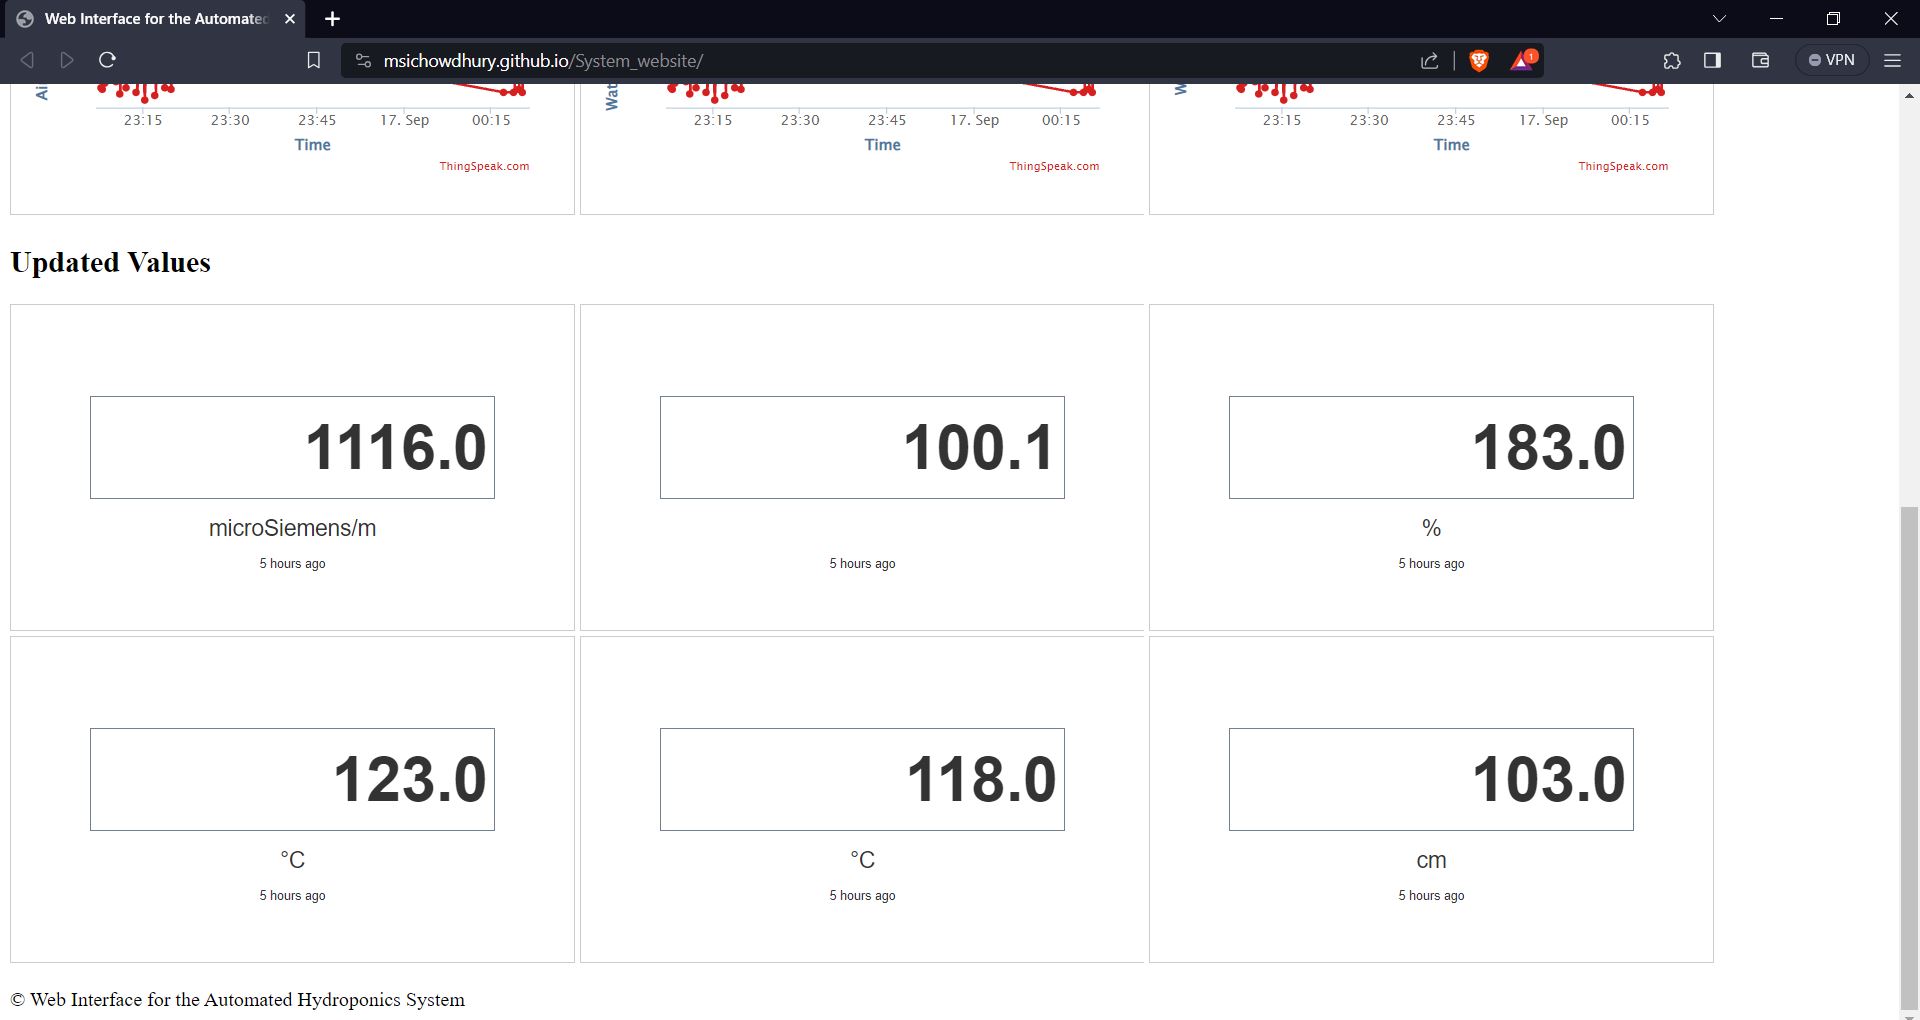 Web Interface for the Automated
msichowdhury.github.io/System_website/
1
VPN
Ai
23:15 23:30 23:45 17. Sep 00:15
Time
ThingSpeak.com
Wat
23:15 23:30 23:45 17. Sep 00:15
Time
ThingSpeak.com
W
23:15 23:30 23:45 17. Sep 00:15
Time
ThingSpeak.com
Updated Values
1116.0
microSiemens/m
5 hours ago
100.1
5 hours ago
183.0
%
5 hours ago
123.0
°C
5 hours ago
118.0
°C
5 hours ago
103.0
cm
5 hours ago
© Web Interface for the Automated Hydroponics System